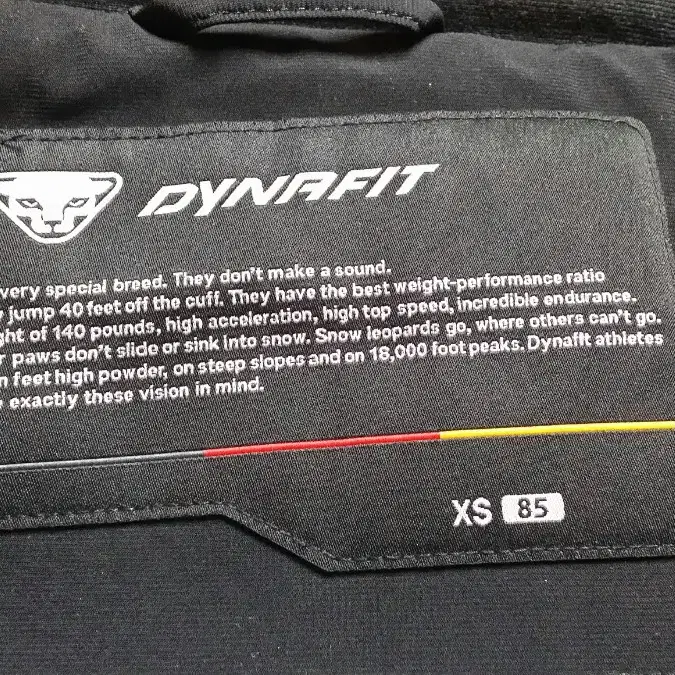 DYNAFIT
very special breed. They don't make a sound.
jump 40 feet off the cuff. They have the best weight-performance ratio
ht of 140 pounds, high acceleration, high top speed, incredible endurance.
paws don't slide or sink into snow. Snow leopards go, where others can't go.
n feet high powder, on steep slopes and on 18,000 foot peaks. Dynafit athletes
exactly these vision in mind.
XS 85